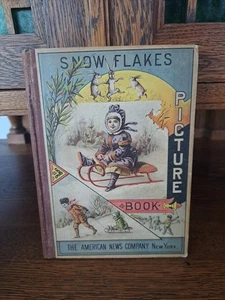 SNOW FLAKES
PICTURE
BOOK
THE AMERICAN NEWS COMPANY NEW YORK.